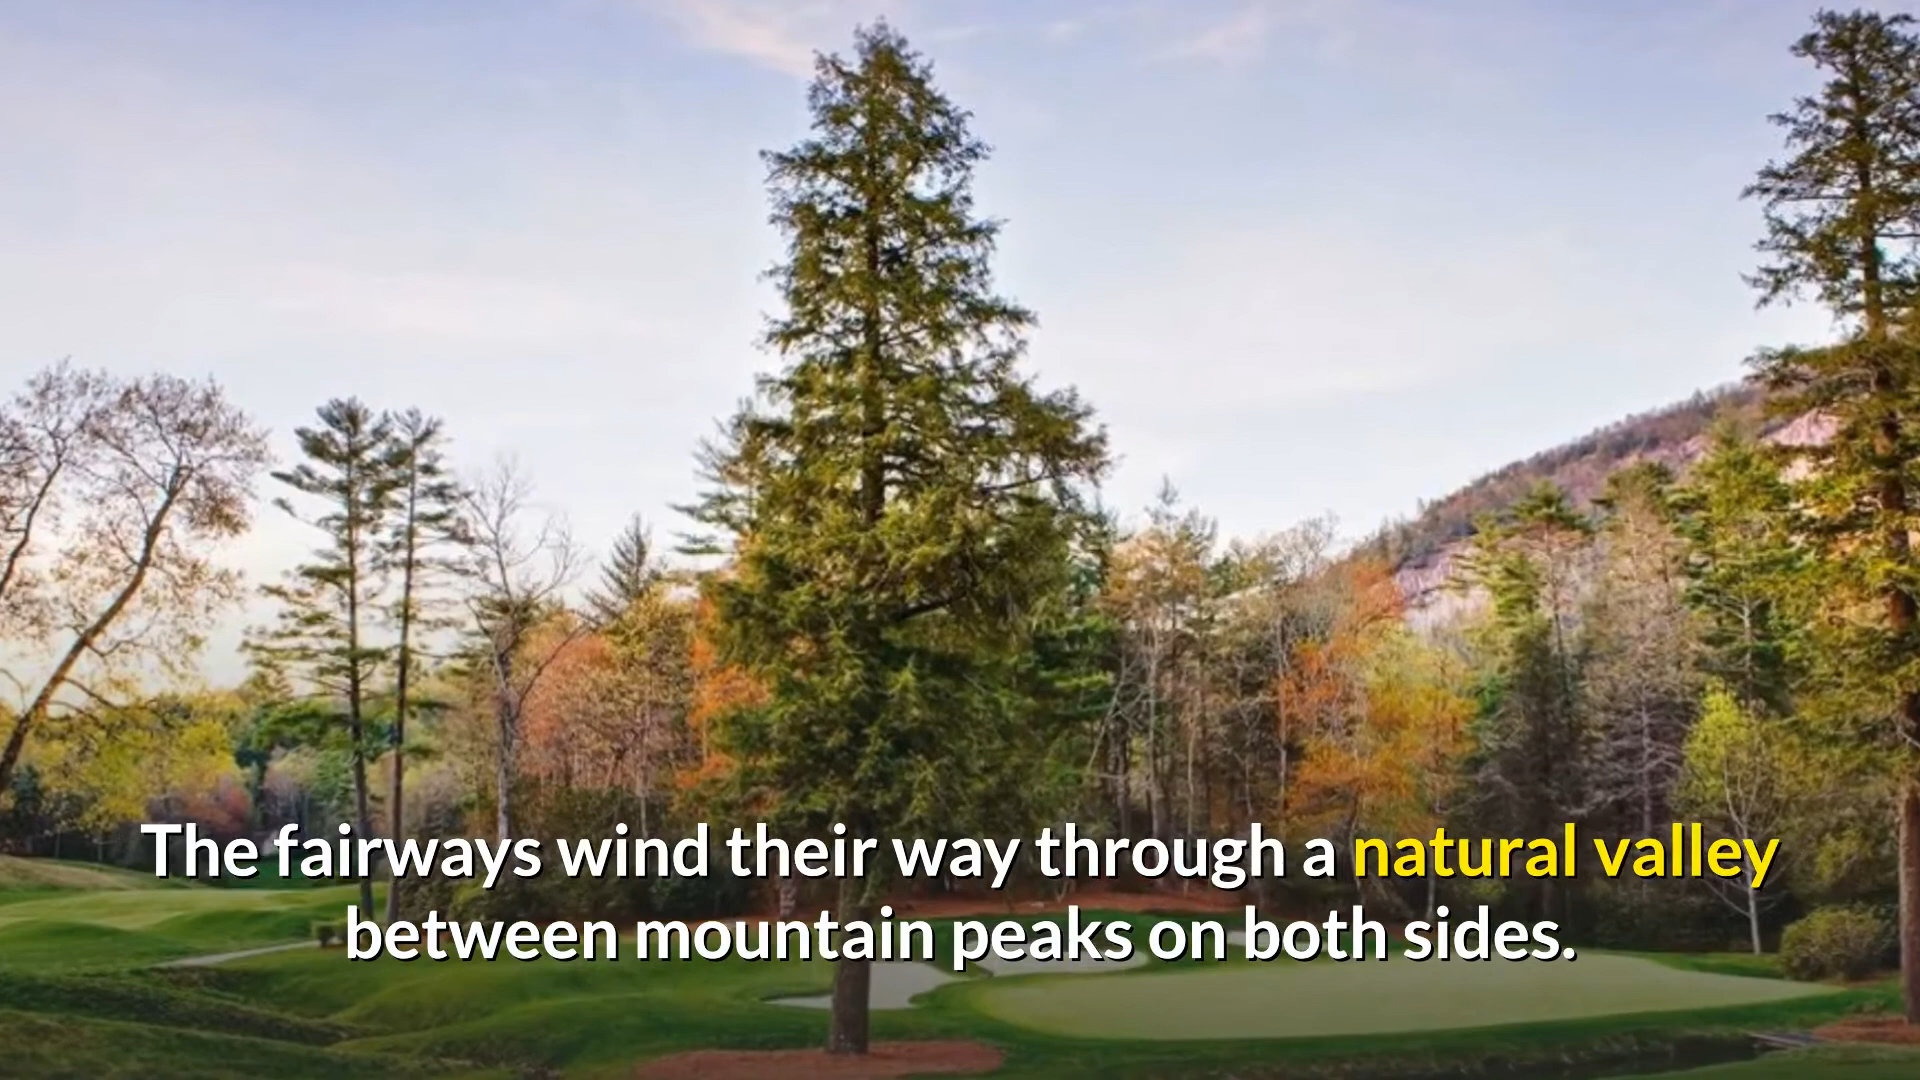 The fairways wind their way through a natural valley
between mountain peaks on both sides.